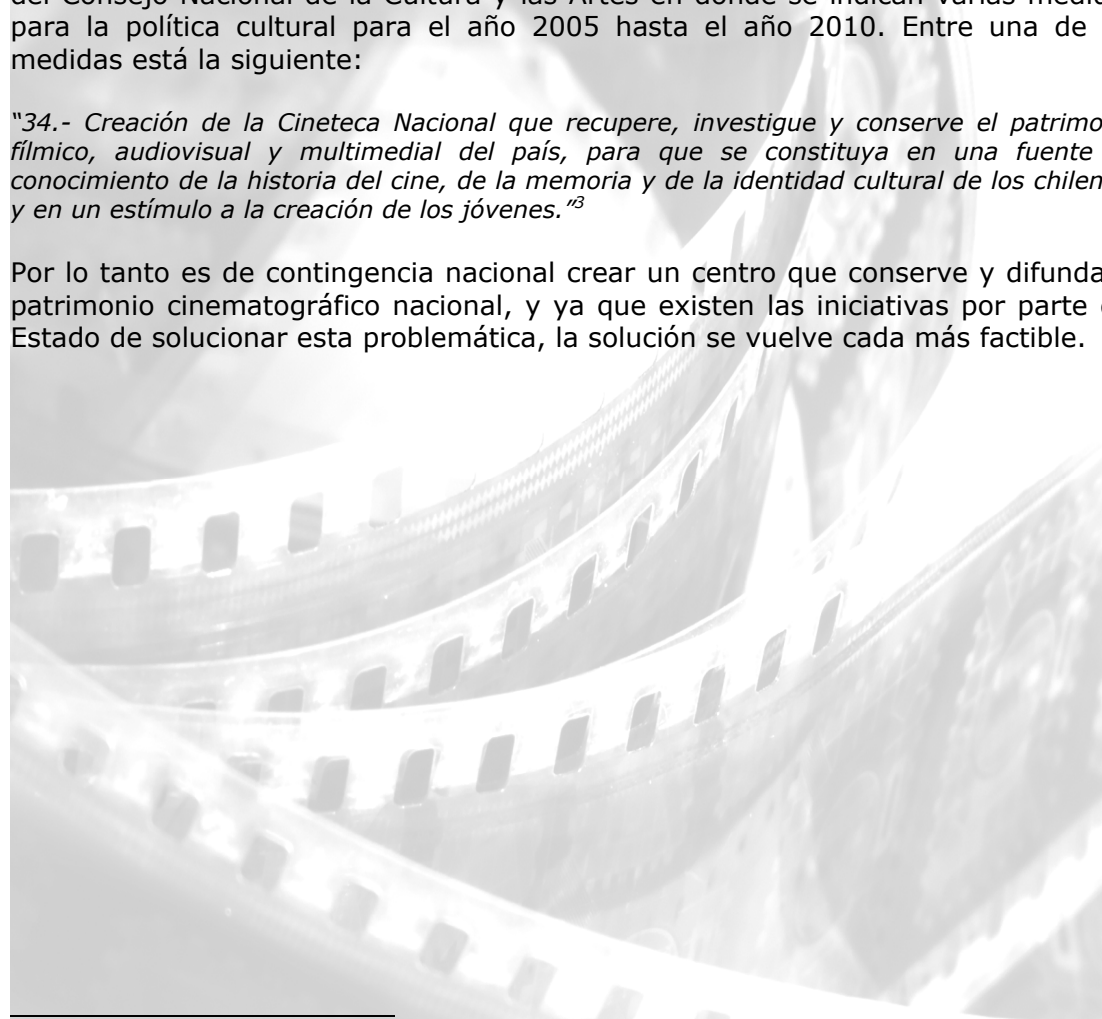 del Consejo Nacional de la Cultura y las Artes en donde se indican varias
para la política cultural para el año 2005 hasta el año 2010. Entre una de
medidas está la siguiente:
“34.- Creación de la Cineteca Nacional que recupere, investigue y conserve el
fílmico, audiovisual y multimedial del país, para que se constituya en una fuente
conocimiento de la historia del cine, de la memoria y de la identidad cultural de los
y en un estímulo a la creación de los jóvenes.”3
Por lo tanto es de contingencia nacional crear un centro que conserve y difunda
patrimonio cinematográfico nacional, y ya que existen las iniciativas por parte
Estado de solucionar esta problemática, la solución se vuelve cada más factible.